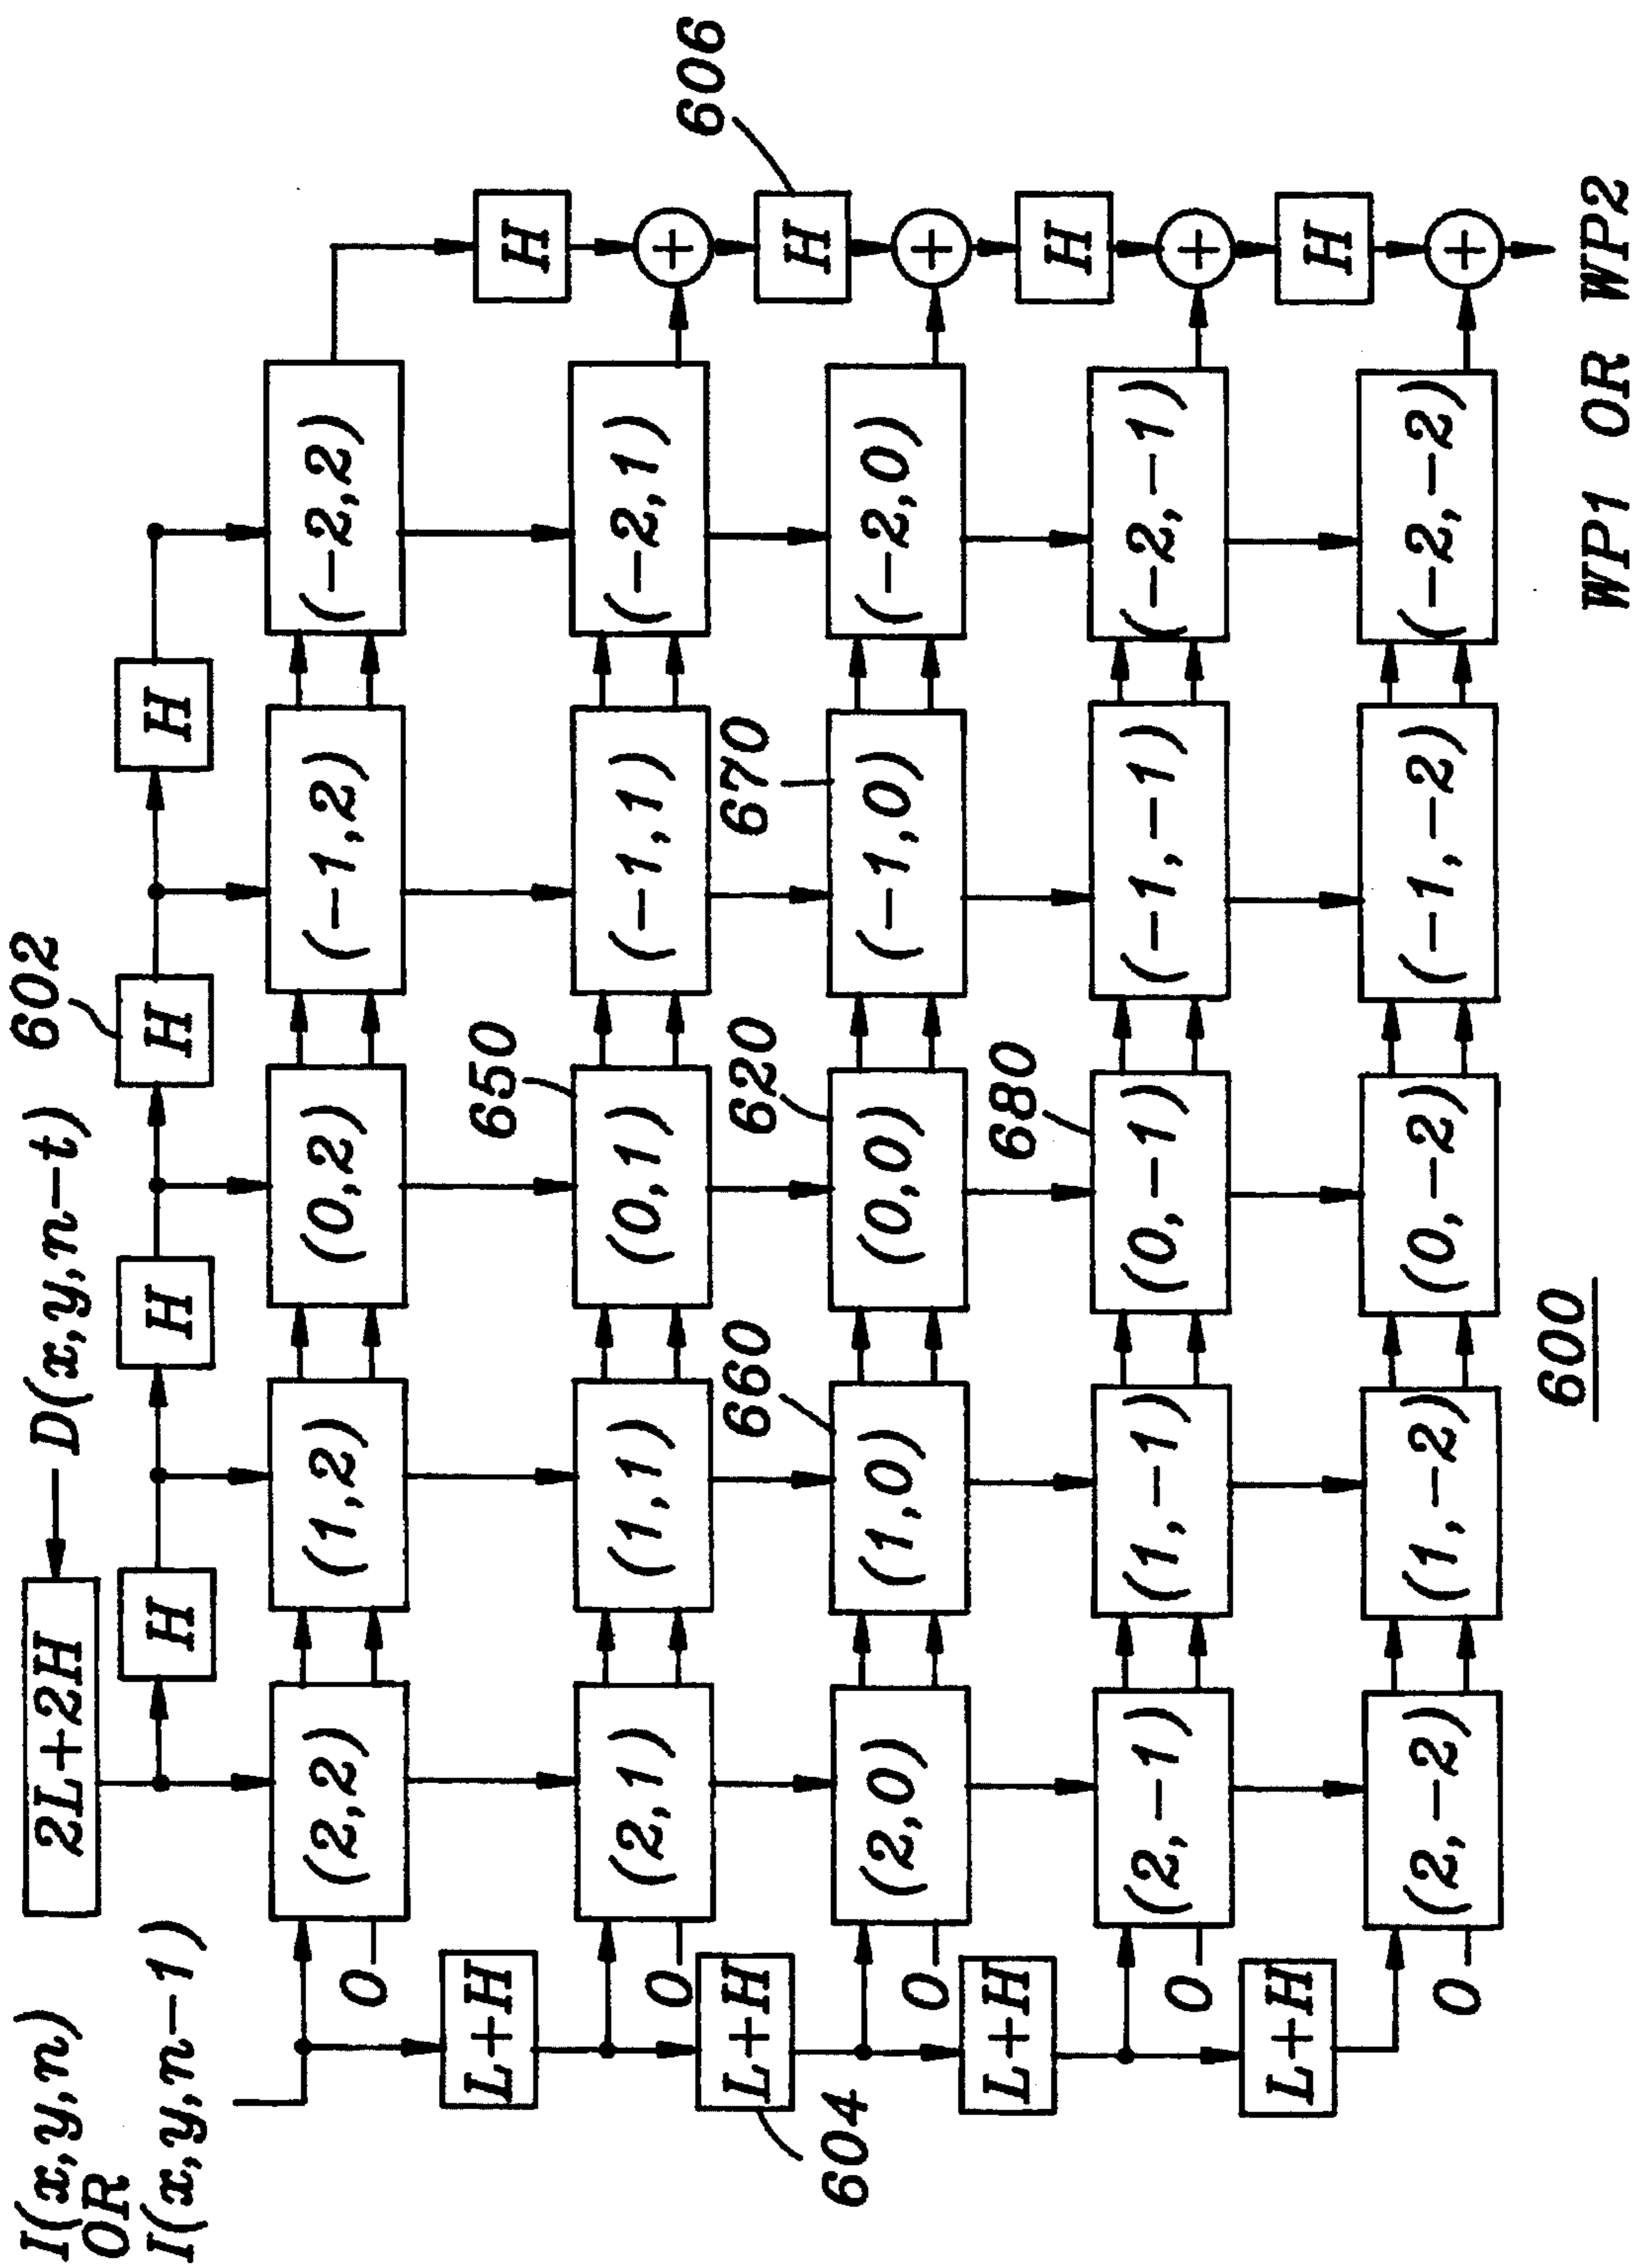 I(x,y,n)
OR
I(x,y,n-1)
2L+2H
D(x,y,n-t)
H
H
H
602
H
(2,2)
(1,2)
(0,2)
(-1,2)
(-2,2)
0
L+H
H
650
(2,1)
(1,1)
(0,1)
(-1,1)
(-2,1)
+
0
606
604
L+H
H
660
620
670
(2,0)
(1,0)
(0,0)
(-1,0)
(-2,0)
+
0
L+H
H
680
(2,-1)
(1,-1)
(0,-1)
(-1,-1)
(-2,-1)
+
0
L+H
H
(2,-2)
(1,-2)
(0,-2)
(-1,-2)
(-2,-2)
+
0
600
WP1 OR WP2